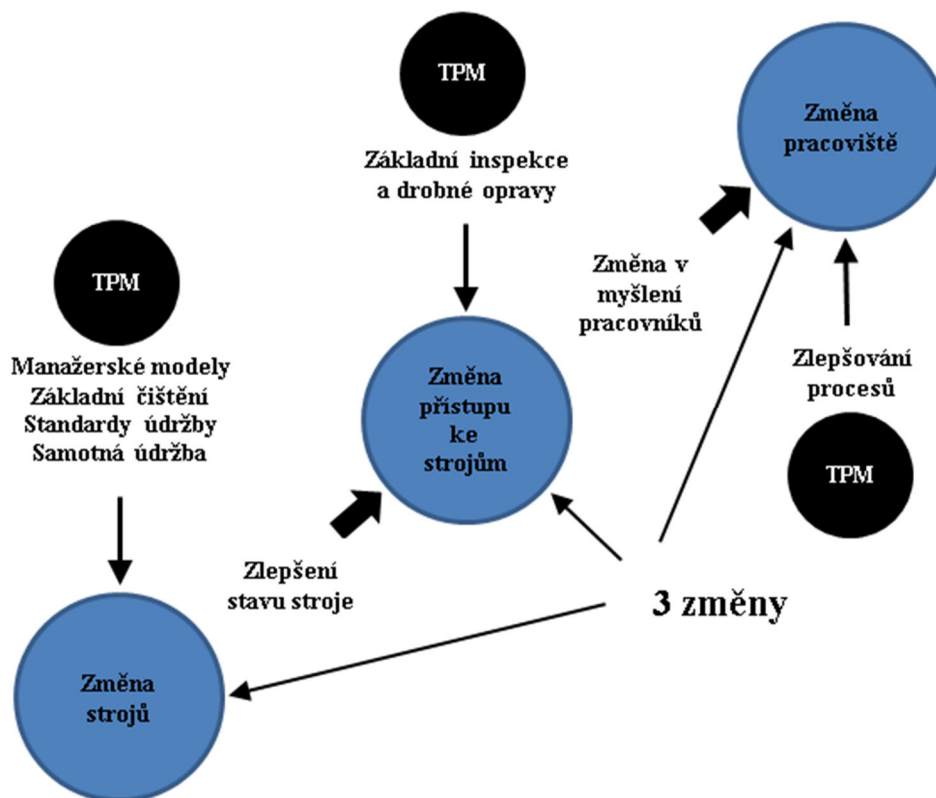 TPM
Základní inspekce
a drobné opravy
Změna
pracoviště
TPM
Manažerské modely
Základní čištění
Standardy údržby
Samotná údržba
Změna v
myšlení
pracovníků
Změna
přístupu
ke
strojům
Zlepšování
procesů
TPM
Zlepšení
stavu stroje
3 změny
Změna
strojů